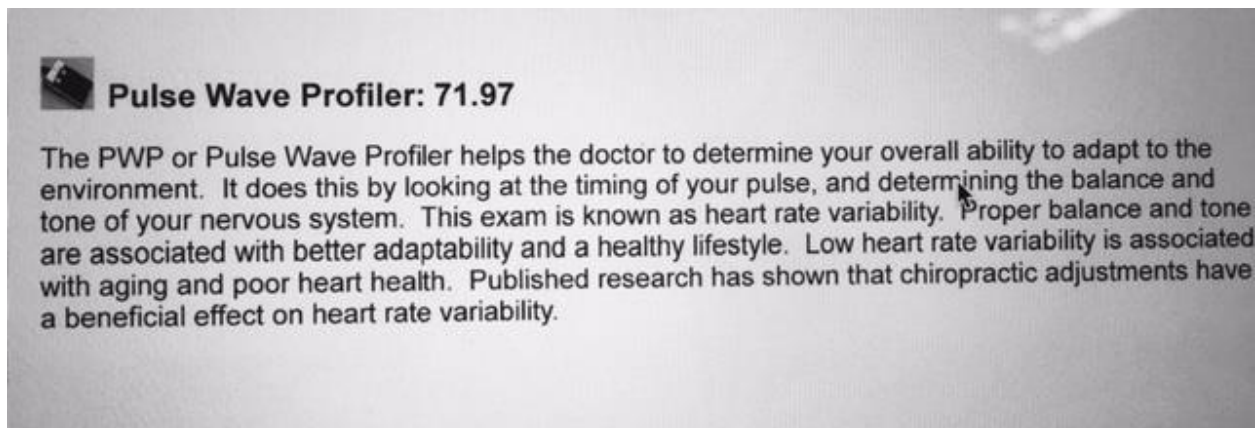 Pulse Wave Profiler: 71.97
The PWP or Pulse Wave Profiler helps the doctor to determine your overall ability to adapt to the
environment.  It does this by looking at the timing of your pulse, and determining the balance and
tone of your nervous system.  This exam is known as heart rate variability.  Proper balance and tone
are associated with better adaptability and a healthy lifestyle.  Low heart rate variability is associated
with aging and poor heart health.  Published research has shown that chiropractic adjustments have
a beneficial effect on heart rate variability.